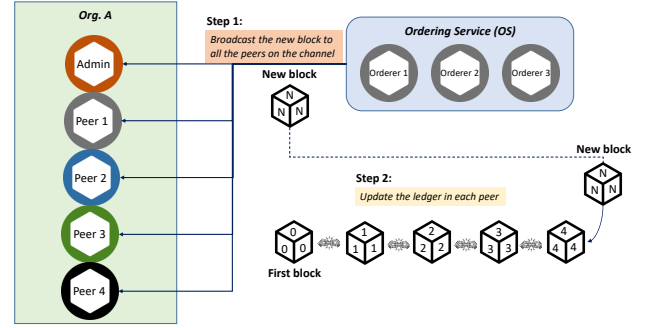 Org. A
Admin
Peer 1
Peer 2
Peer 3
Peer 4
Step 1:
Broadcast the new block to
all the peers on the channel
Ordering Service (OS)
Orderer 1
Orderer 2
Orderer 3
New block
N
N N
New block
N
N N
Step 2:
Update the ledger in each peer
0
0 0
1
1 1
2
2 2
3
3 3
4
4 4
First block